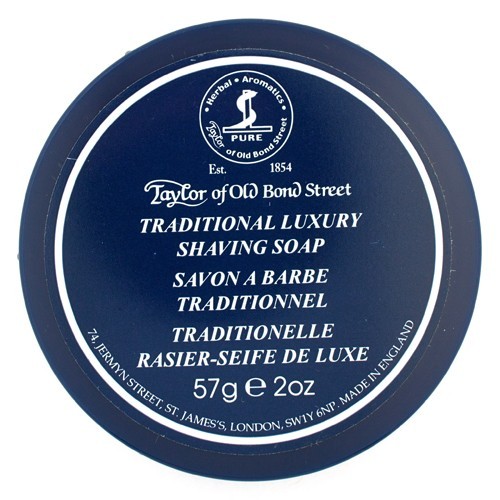 Herbal • Aromatics
PURE
Taylor of Old Bond Street
Est. 1854
Taylor of Old Bond Street
TRADITIONAL LUXURY
SHAVING SOAP
SAVON A BARBE
TRADITIONNEL
TRADITIONELLE
RASIER-SEIFE DE LUXE
57g e 2oz
74, JERMYN STREET, ST. JAMES'S, LONDON, SW1Y 6NP. MADE IN ENGLAND